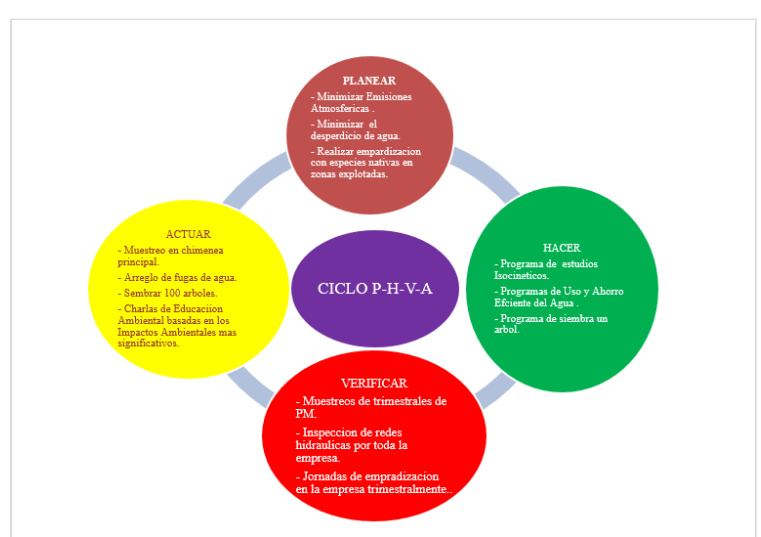 PLANEAR
- Minimizar Emisiones
Atmosfericas .
- Minimizar el
desperdicio de agua.
- Realizar empardizacion
con especies nativas en
zonas explotadas.
HACER
- Programa de estudios
Isocineticos.
- Programas de Uso y Ahorro
Efciente del Agua .
- Programa de siembra un
arbol.
CICLO P-H-V-A
ACTUAR
- Muestreo en chimenea
principal.
- Arreglo de fugas de agua.
- Sembrar 100 arboles.
- Charlas de Educaciion
Ambiental basadas en los
Impactos Ambientales mas
significativos.
VERIFICAR
- Muestreos de trimestrales de
PM.
- Inspeccion de redes
hidraulicas por toda la
empresa.
- Jornadas de empradizacion
en la empresa trimestralmente..